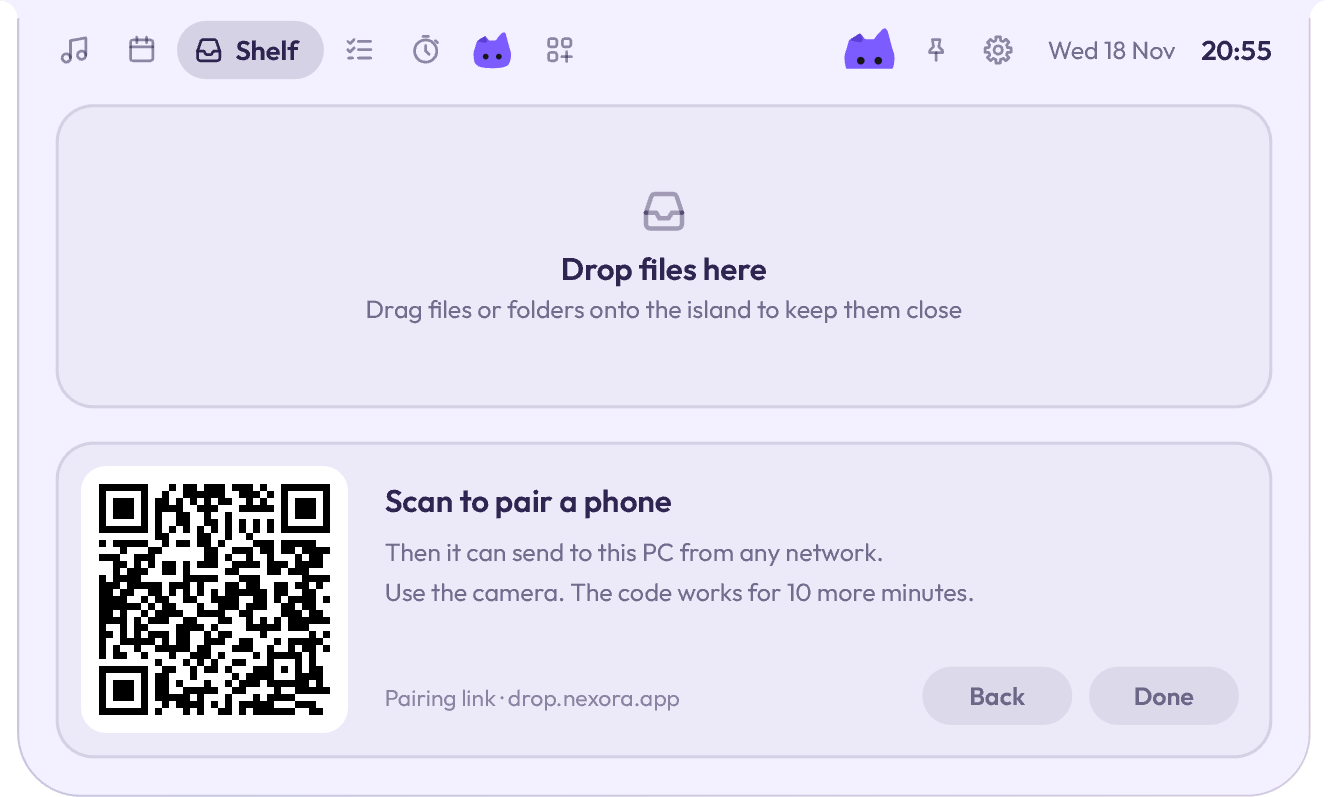 Shelf
Wed 18 Nov 20:55
Drop files here
Drag files or folders onto the island to keep them close
Scan to pair a phone
Then it can send to this PC from any network.
Use the camera. The code works for 10 more minutes.
Pairing link · drop.nexora.app
Back
Done